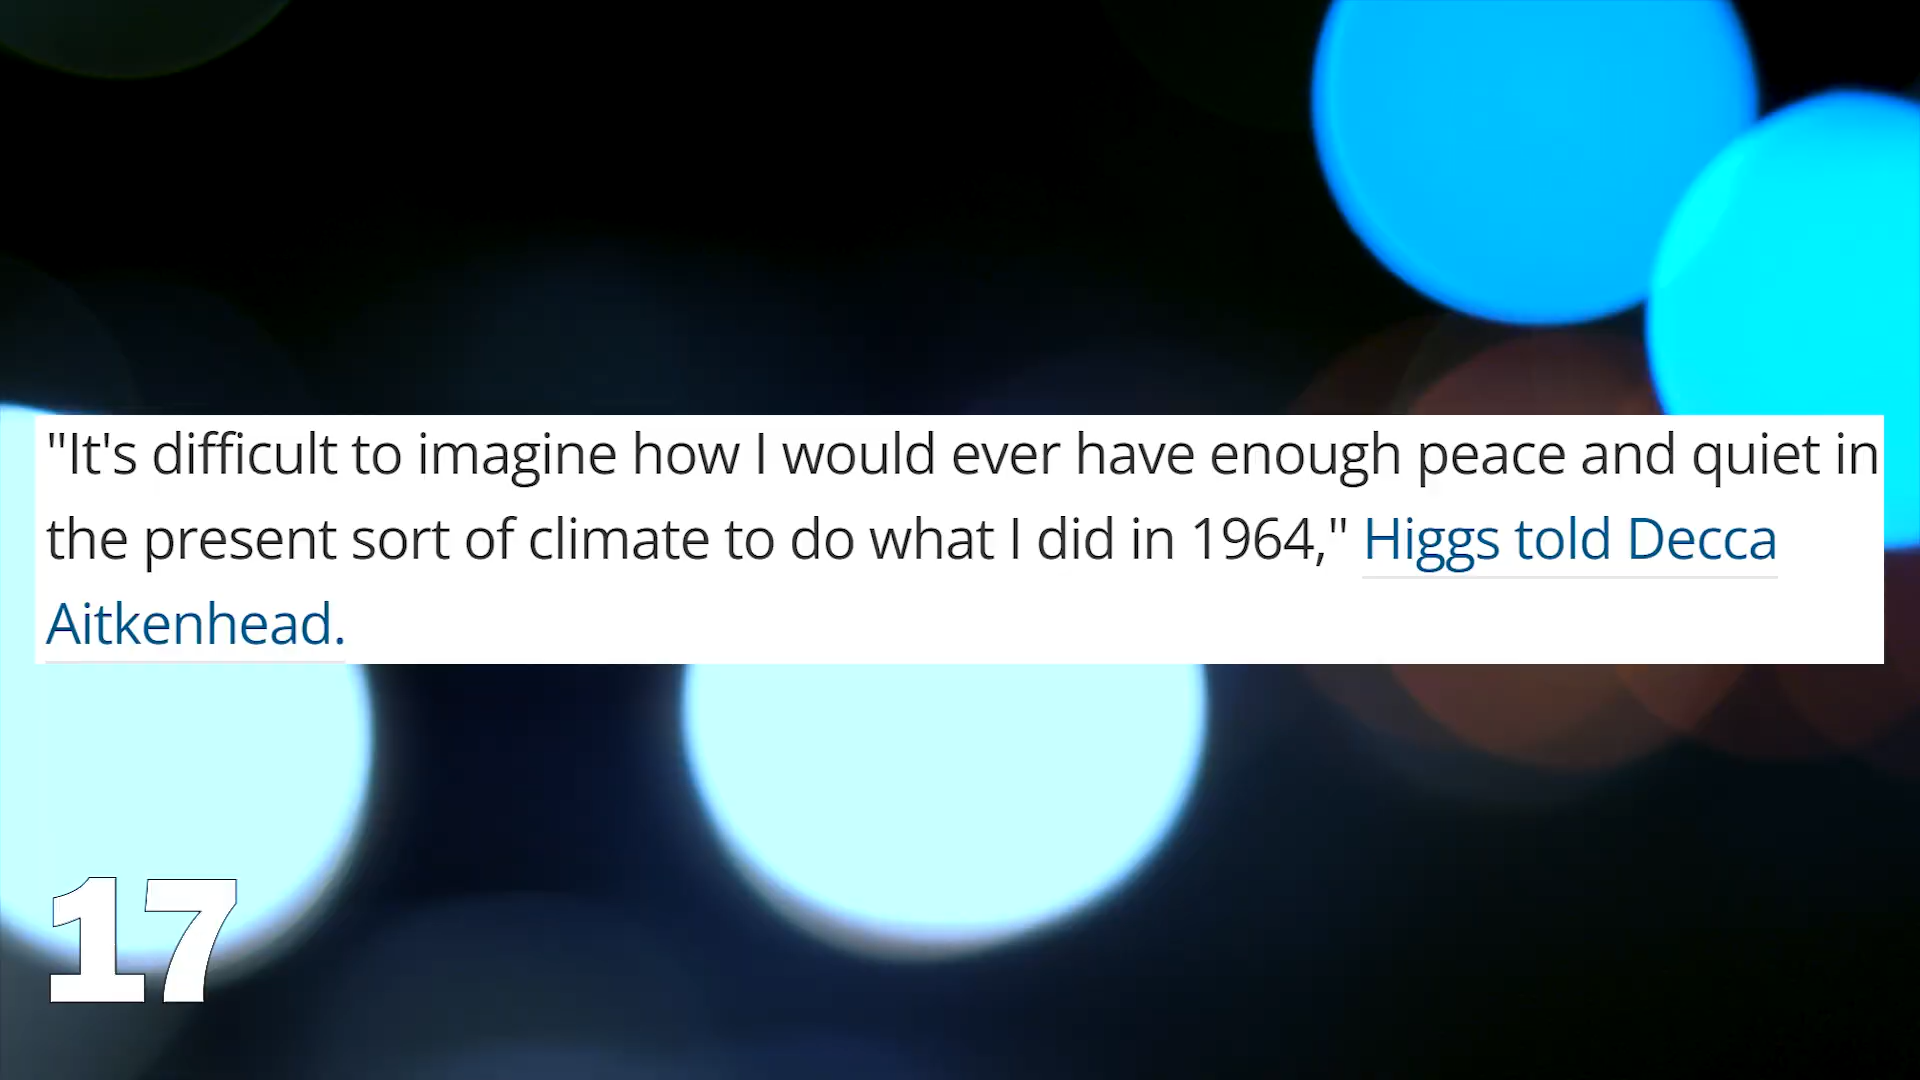 "It's difficult to imagine how I would ever have enough peace and quiet in
the present sort of climate to do what I did in 1964," Higgs told Decca
Aitkenhead.
17